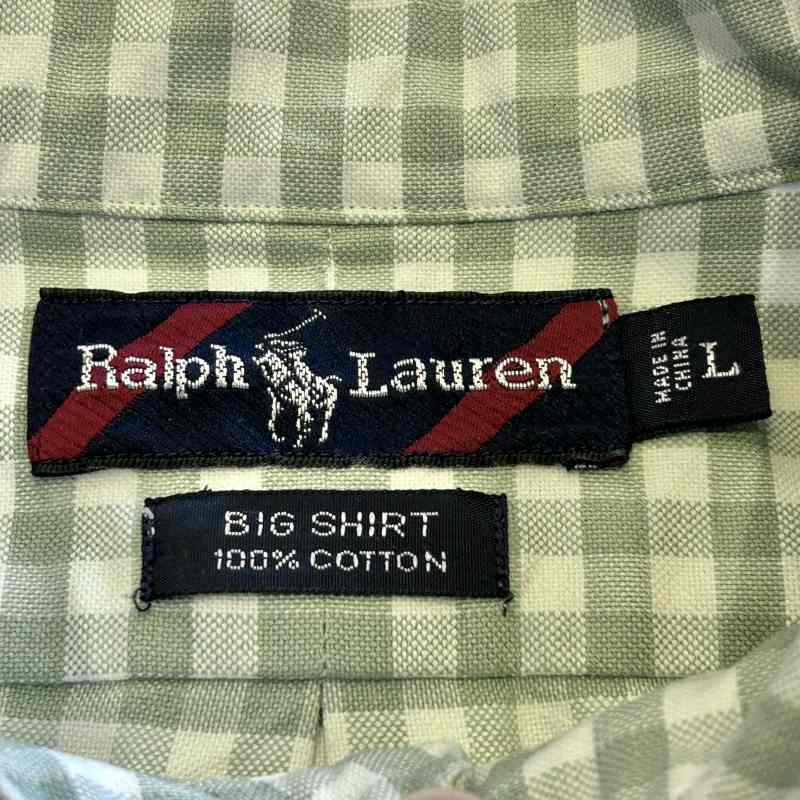 Ralph Lauren
MADE IN
CHINA
L
BIG SHIRT
100% COTTON